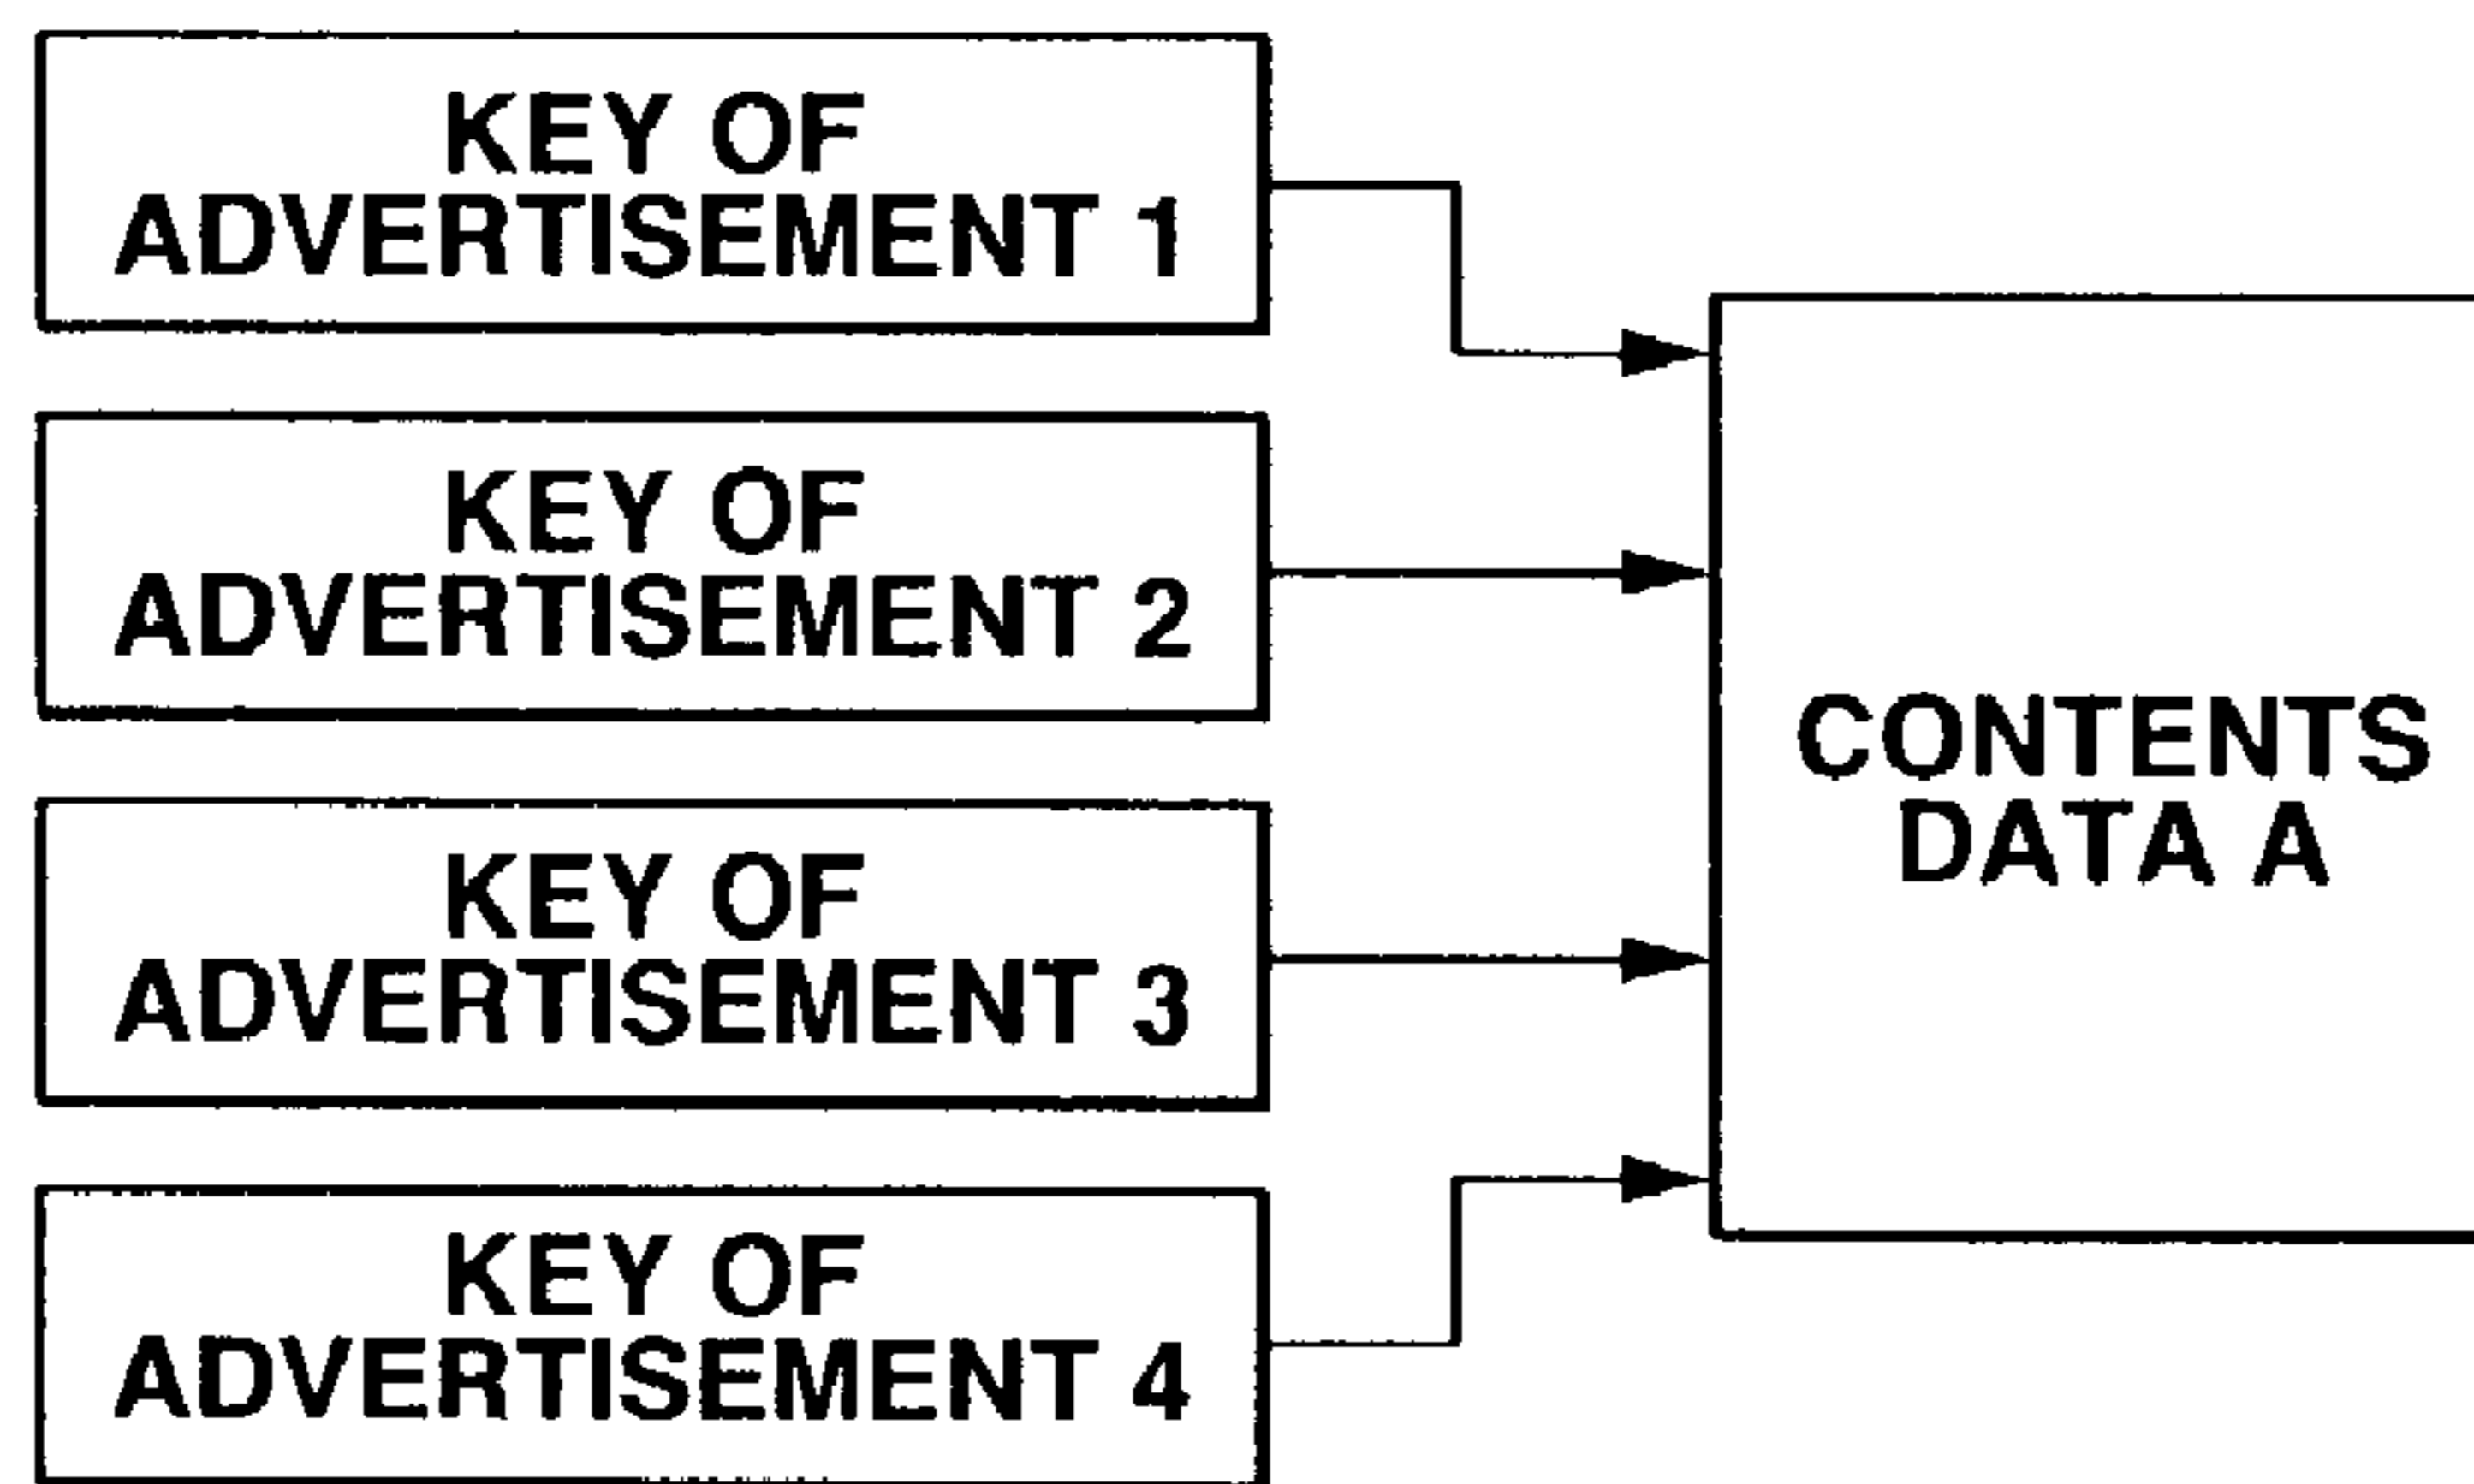 KEY OF
ADVERTISEMENT 1
KEY OF
ADVERTISEMENT 2
KEY OF
ADVERTISEMENT 3
KEY OF
ADVERTISEMENT 4
CONTENTS
DATA A